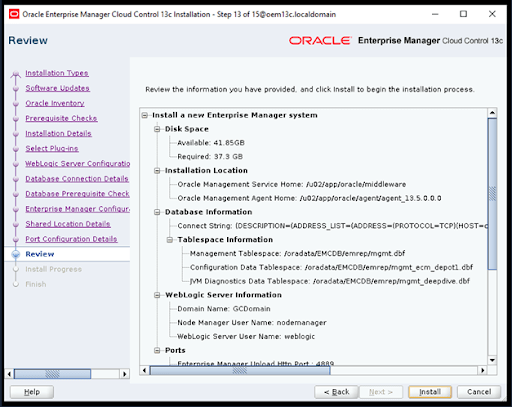 Oracle Enterprise Manager Cloud Control 13c Installation - Step 13 of 15@oem13c.localdomain
Review
ORACLE Enterprise Manager Cloud Control 13c
Installation Types
Software Updates
Oracle Inventory
Prerequisite Checks
Installation Details
Select Plug-ins
WebLogic Server Configuratio
Database Connection Details
Database Prerequisite Check
Enterprise Manager Configur
Shared Location Details
Port Configuration Details
Review
Install Progress
Finish
Review the information you have provided, and click Install to begin the installation process.
Install a new Enterprise Manager system
Disk Space
Available: 41.85GB
Required: 37.3 GB
Installation Location
Oracle Management Service Home: /u02/app/oracle/middleware
Oracle Management Agent Home: /u02/app/oracle/agent/agent_13.5.0.0.0
Database Information
Connect String: (DESCRIPTION=(ADDRESS_LIST=(ADDRESS=(PROTOCOL=TCP)(HOST=c
Tablespace Information
Management Tablespace: /oradata/EMCDB/emrep/mgmt.dbf
Configuration Data Tablespace: /oradata/EMCDB/emrep/mgmt_ecm_depot1.dbf
JVM Diagnostics Data Tablespace: /oradata/EMCDB/emrep/mgmt_deepdive.dbf
WebLogic Server Information
Domain Name: GCDomain
Node Manager User Name: nodemanager
WebLogic Server User Name: weblogic
Ports
Enterprise Manager Upload Http Port : 4889
Help
< Back
Next >
Install
Cancel